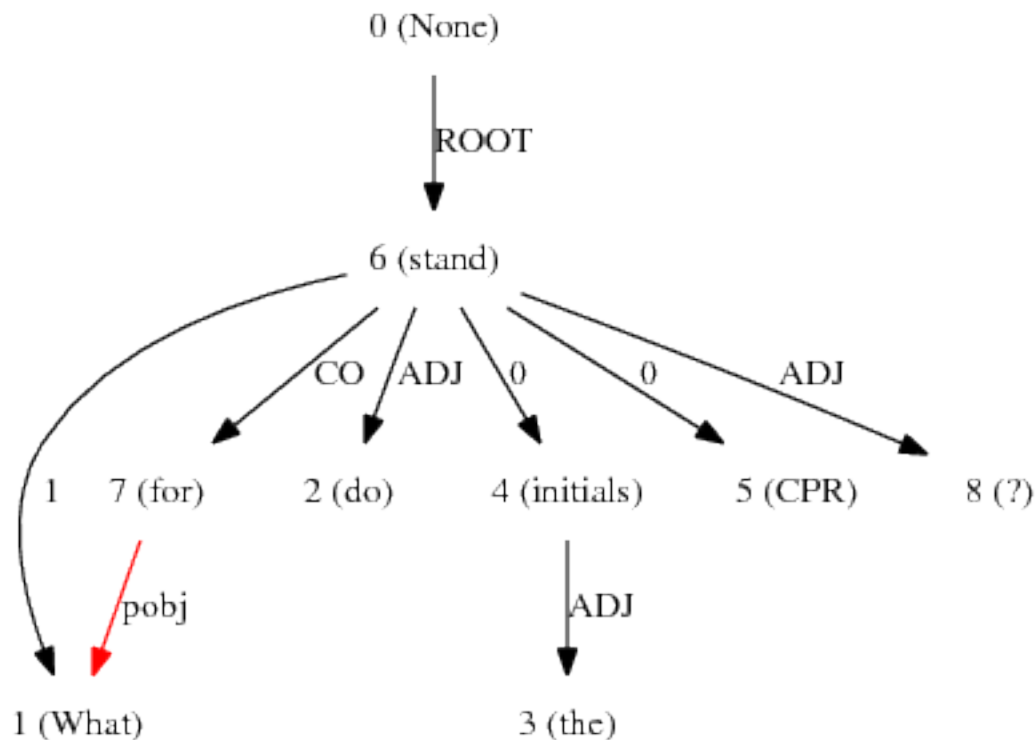 0 (None)
ROOT
6 (stand)
CO ADJ 0 0 ADJ
1 7 (for) 2 (do) 4 (initials) 5 (CPR) 8 (?)
pobj ADJ
1 (What) 3 (the)